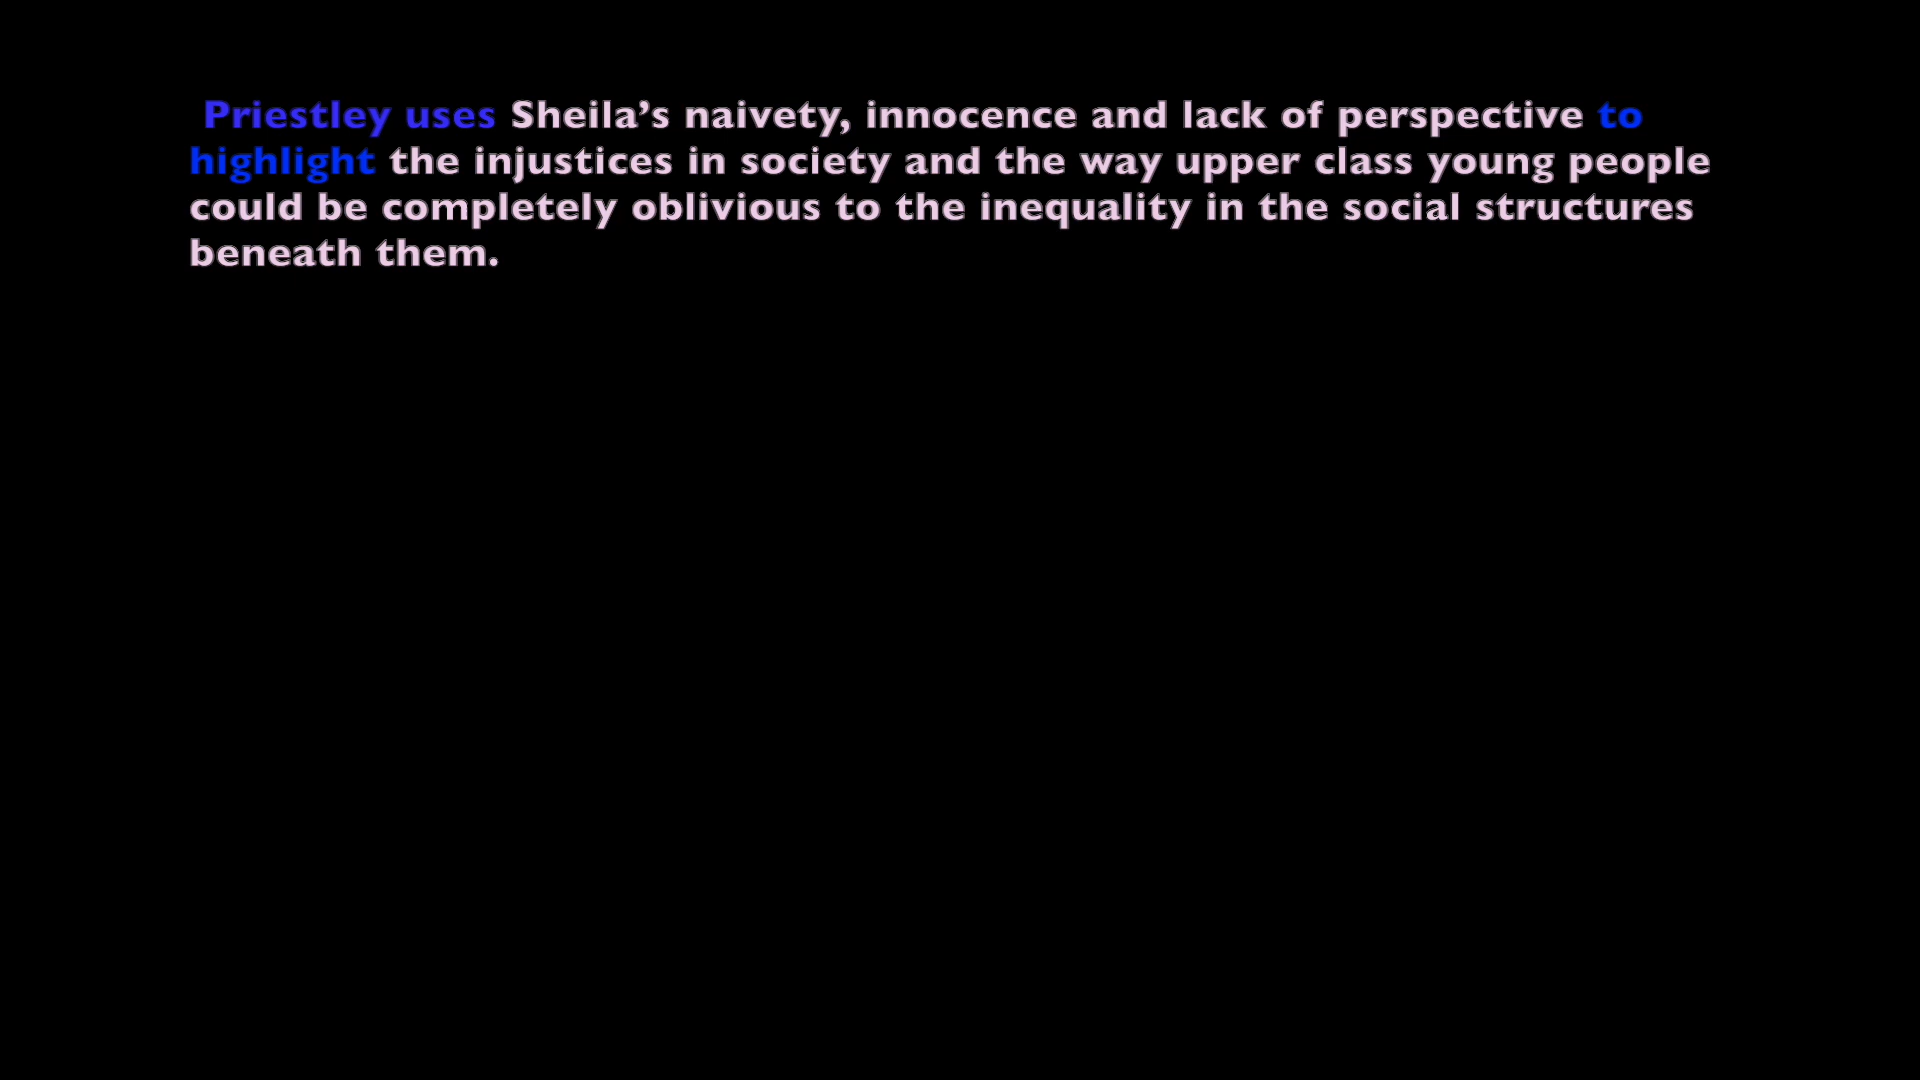 Priestley uses Sheila’s naivety, innocence and lack of perspective to
highlight the injustices in society and the way upper class young people
could be completely oblivious to the inequality in the social structures
beneath them.